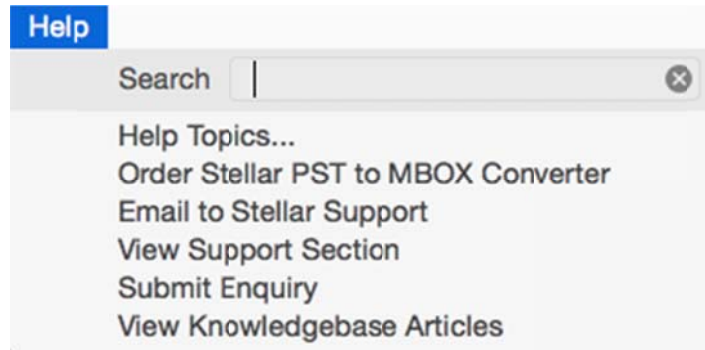 Help
Search
Help Topics...
Order Stellar PST to MBOX Converter
Email to Stellar Support
View Support Section
Submit Enquiry
View Knowledgebase Articles